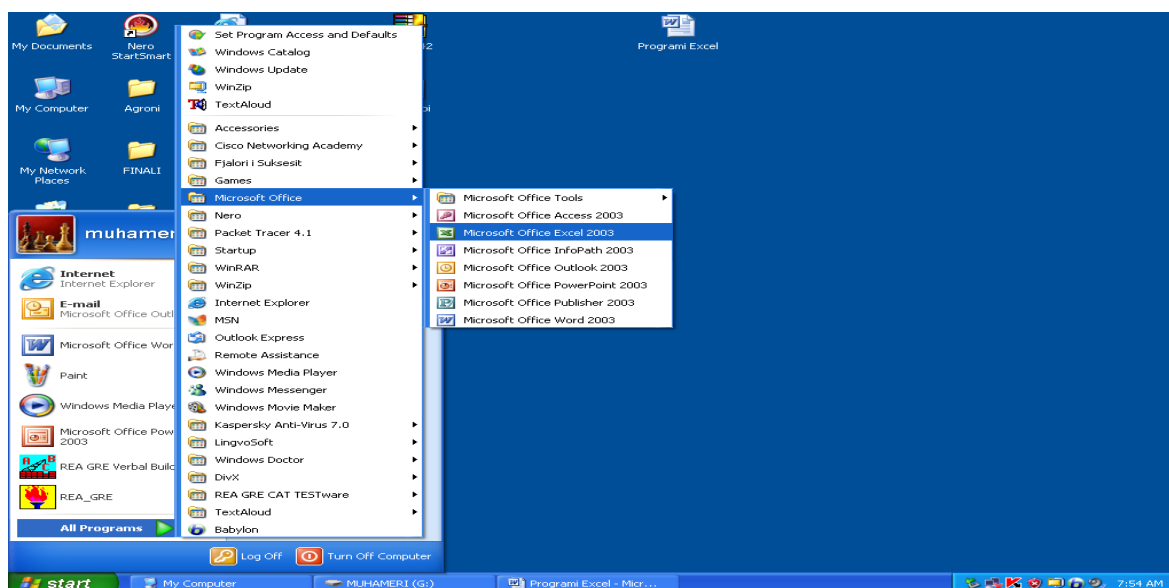 My Documents
Nero
StartSmart
My Computer
Agroni
My Network
Places
FINALI
Programi Excel
Set Program Access and Defaults
Windows Catalog
Windows Update
WinZip
TextAloud
Accessories
Cisco Networking Academy
Fjalori i Suksesit
Games
Microsoft Office
Nero
Packet Tracer 4.1
Startup
WinRAR
WinZip
Internet Explorer
MSN
Outlook Express
Remote Assistance
Windows Media Player
Windows Messenger
Windows Movie Maker
Kaspersky Anti-Virus 7.0
LingvoSoft
Windows Doctor
DivX
REA GRE CAT TESTware
TextAloud
Babylon
Microsoft Office Tools
Microsoft Office Access 2003
Microsoft Office Excel 2003
Microsoft Office InfoPath 2003
Microsoft Office Outlook 2003
Microsoft Office PowerPoint 2003
Microsoft Office Publisher 2003
Microsoft Office Word 2003
muhamer
Internet
Internet Explorer
E-mail
Microsoft Office Outl
Microsoft Office Wor
Paint
Windows Media Playe
Microsoft Office Pow
2003
REA GRE Verbal Build
REA_GRE
All Programs
Log Off
Turn Off Computer
start
My Computer
MUHAMERI (G:)
Programi Excel - Micr...
7:54 AM